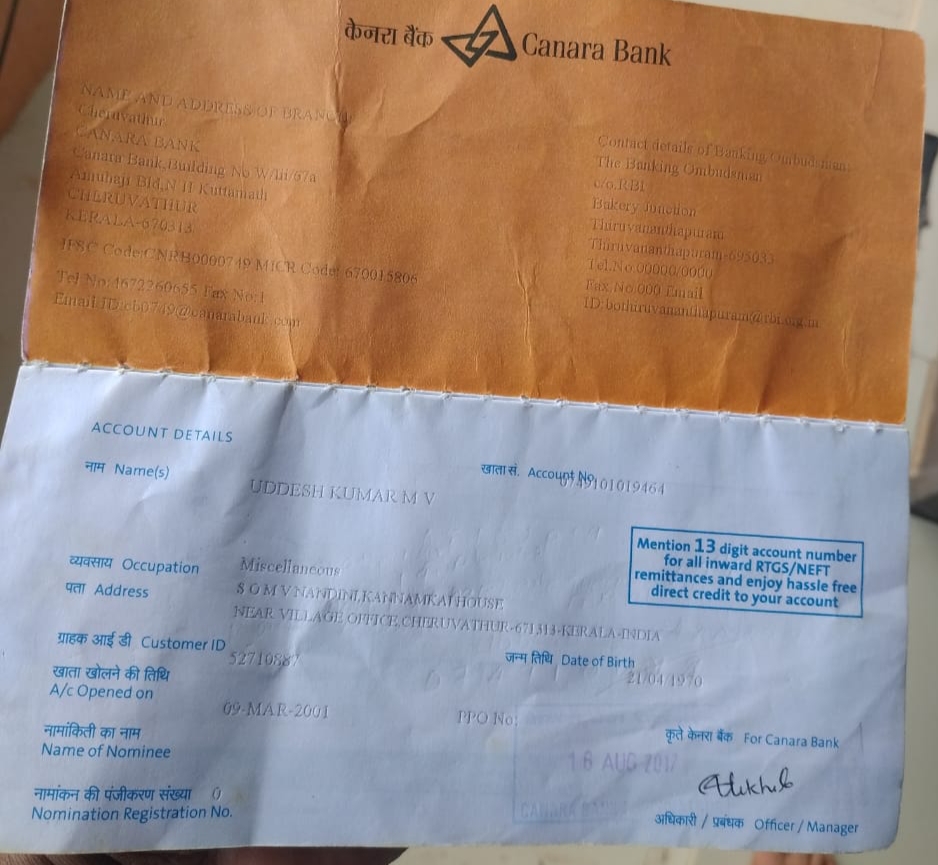 केनरा बैंक Canara Bank
NAME AND ADDRESS OF BRANCH:
Cheruvathur
CANARA BANK
Canara Bank,Building No W/Iii/67a
Amuhaji Bld,N H Kuttamath
CHERUVATHUR
KERALA-670313
IFSC Code:CNRB0000749 MICR Code: 670015806
Tel No:4672260655 Fax No:1
Email ID:cb0749@canarabank.com
Contact details of Banking Ombudsman:
The Banking Ombudsman
c/o.RBI
Bakery Junction
Thiruvananthapuram
Thiruvananthapuram-695033
Tel.No.00000/0000
Fax.No.000 Email
ID:bothiruvananthapuram@rbi.org.in
ACCOUNT DETAILS
नाम Name(s) UDDESH KUMAR M V
खाता सं. Account No. 0749101019464
Mention 13 digit account number
for all inward RTGS/NEFT
remittances and enjoy hassle free
direct credit to your account
व्यवसाय Occupation Miscellaneous
पता Address S O M V NANDINI,KANNAMKAI HOUSE
NEAR VILLAGE OFFICE,CHERUVATHUR-671313-KERALA-INDIA
ग्राहक आई डी Customer ID 52710887
जन्म तिथि Date of Birth 21/04/1970
खाता खोलने की तिथि
A/c Opened on 09-MAR-2001
PPO No:
नामांकिती का नाम
Name of Nominee
16 AUG 2017
CANARA BANK
कृते केनरा बैंक For Canara Bank
नामांकन की पंजीकरण संख्या 0
Nomination Registration No.
अधिकारी / प्रबंधक Officer / Manager